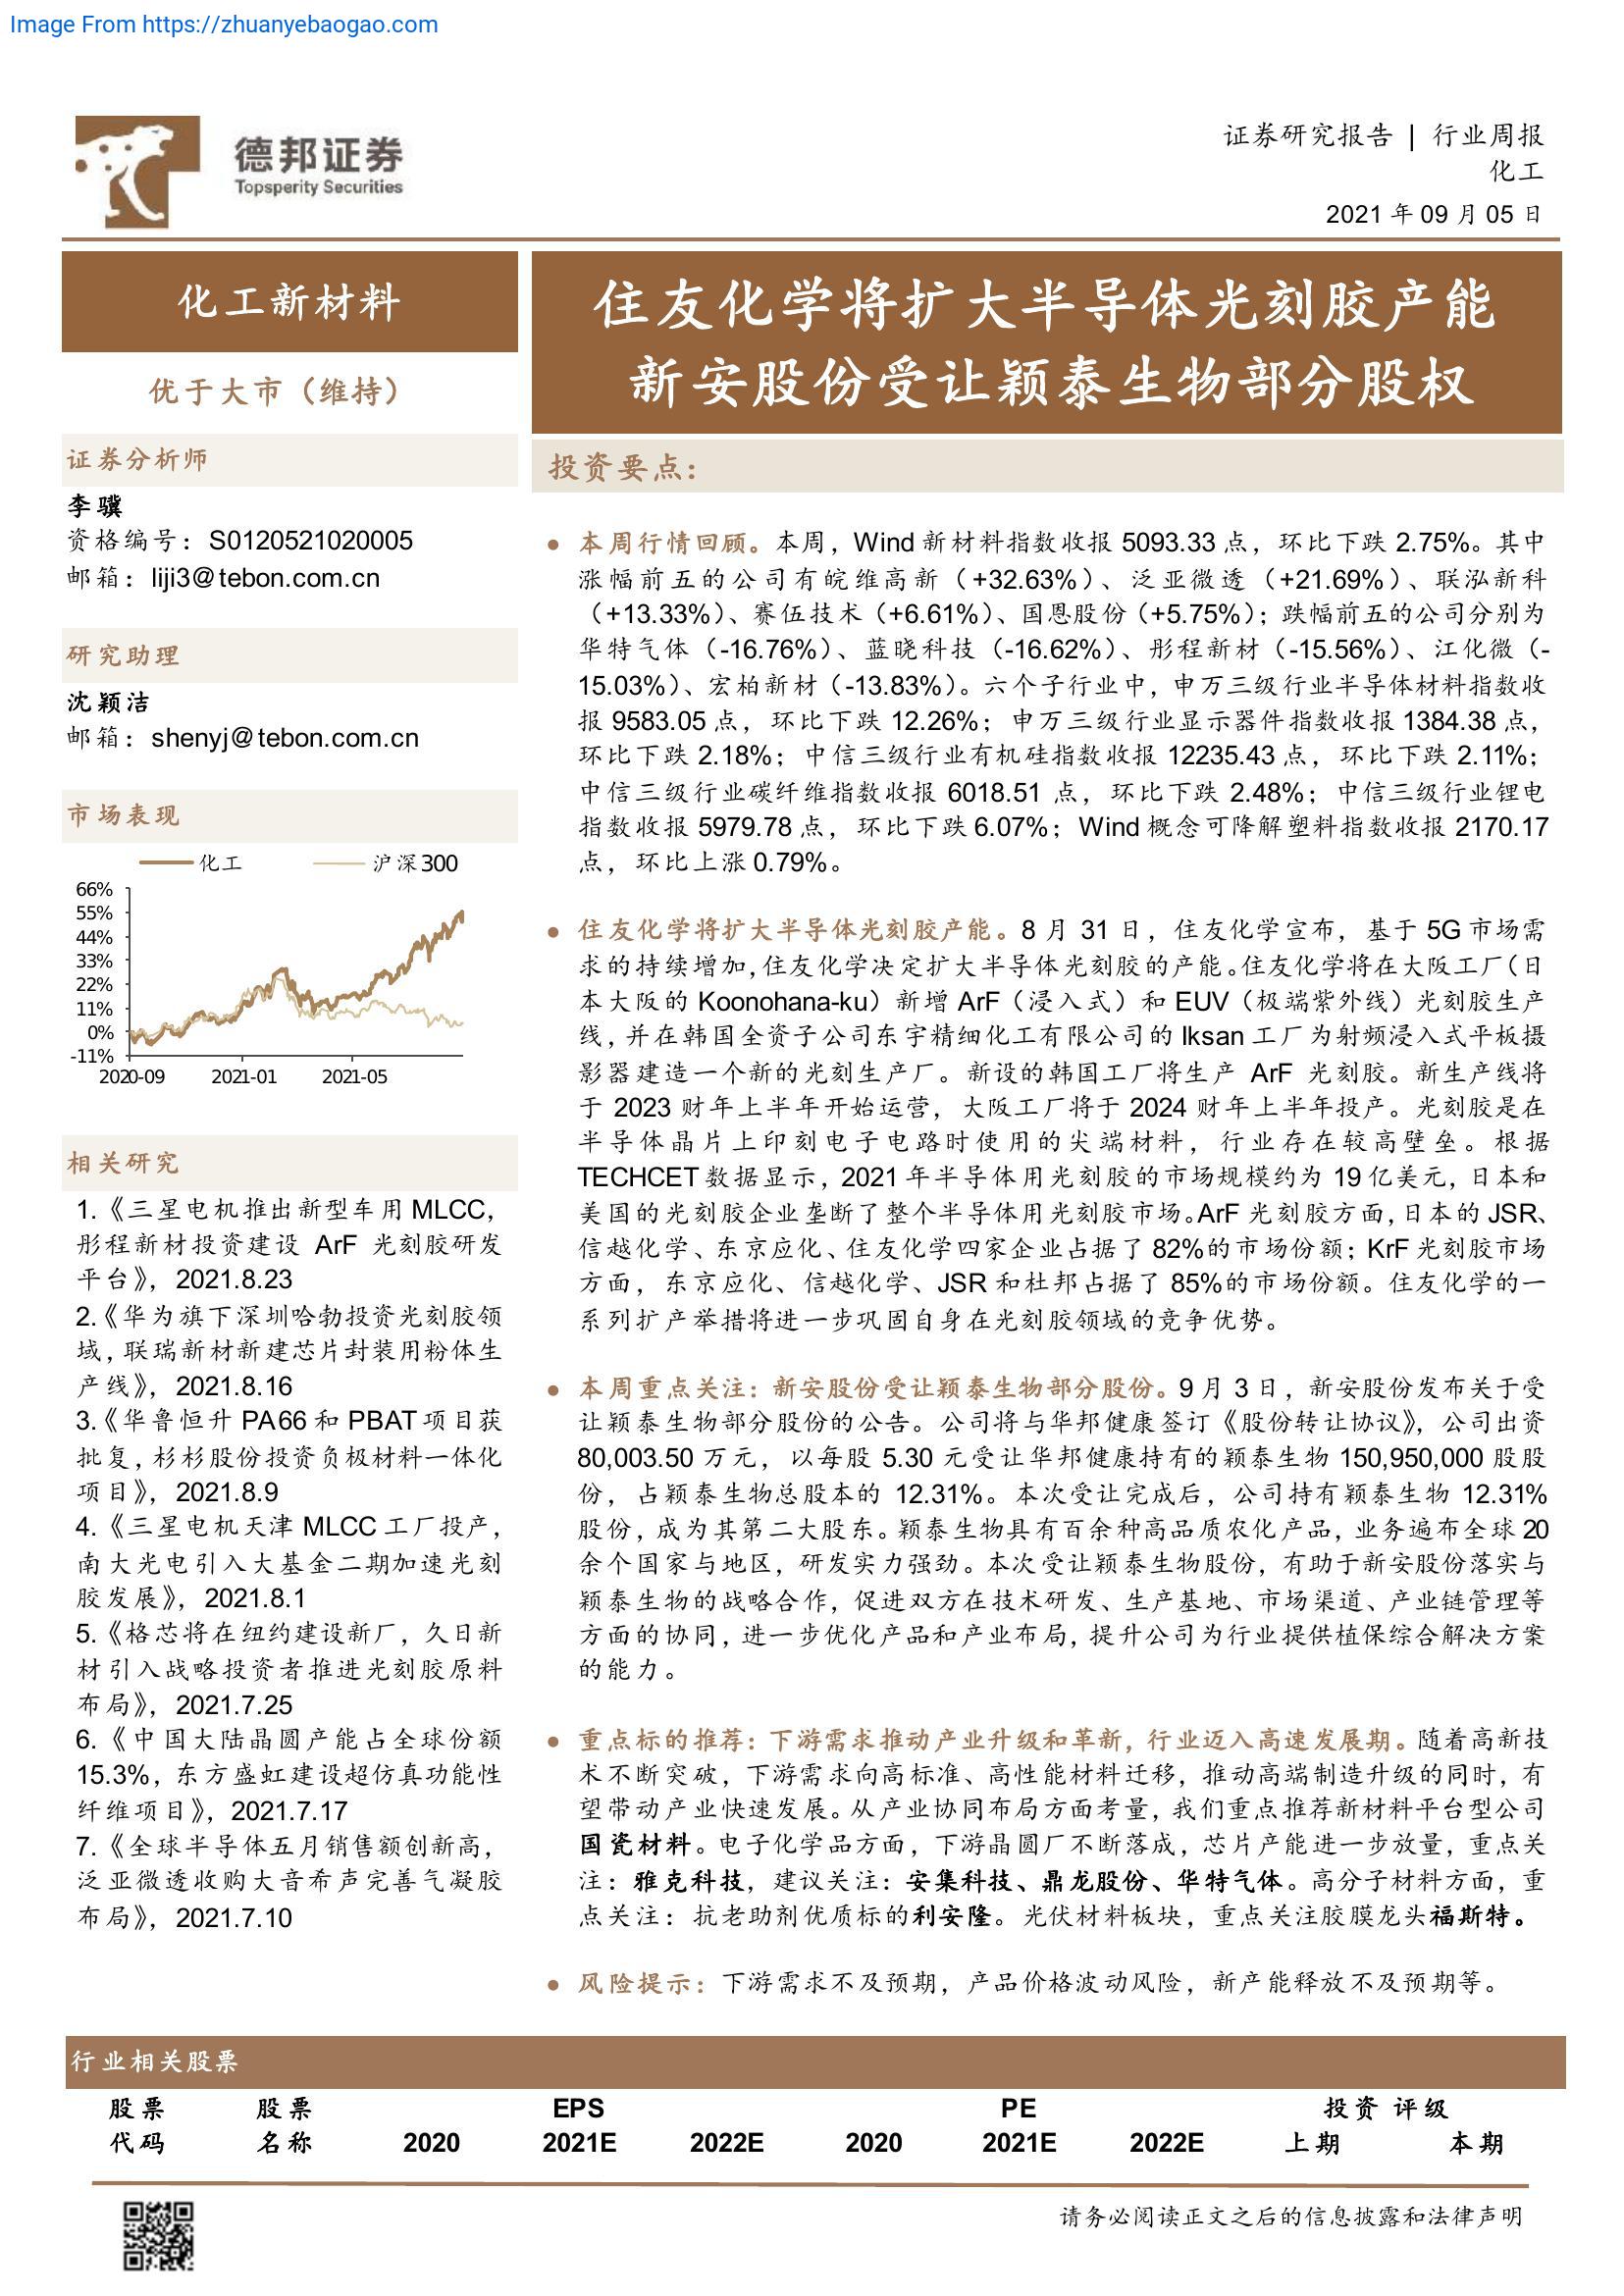 Image From https://zhuanyebaogao.com
德邦证券
Topsperity Securities
证券研究报告 | 行业周报
化工
2021 年 09 月 05 日
化工新材料
优于大市（维持）
证券分析师
李骥
资格编号：S0120521020005
邮箱：liji3@tebon.com.cn
研究助理
沈颖洁
邮箱：shenyj@tebon.com.cn
市场表现
化工 沪深300
66%
55%
44%
33%
22%
11%
0%
-11%
2020-09 2021-01 2021-05
相关研究
1.《三星电机推出新型车用 MLCC，
彤程新材投资建设 ArF 光刻胶研发
平台》，2021.8.23
2.《华为旗下深圳哈勃投资光刻胶领
域，联瑞新材新建芯片封装用粉体生
产线》，2021.8.16
3.《华鲁恒升 PA66 和 PBAT 项目获
批复，杉杉股份投资负极材料一体化
项目》，2021.8.9
4.《三星电机天津 MLCC 工厂投产，
南大光电引入大基金二期加速光刻
胶发展》，2021.8.1
5.《格芯将在纽约建设新厂，久日新
材引入战略投资者推进光刻胶原料
布局》，2021.7.25
6.《中国大陆晶圆产能占全球份额
15.3%，东方盛虹建设超仿真功能性
纤维项目》，2021.7.17
7.《全球半导体五月销售额创新高，
泛亚微透收购大音希声完善气凝胶
布局》，2021.7.10
住友化学将扩大半导体光刻胶产能
新安股份受让颖泰生物部分股权
投资要点：
● 本周行情回顾。本周，Wind 新材料指数收报 5093.33 点，环比下跌 2.75%。其中
涨幅前五的公司有皖维高新（+32.63%）、泛亚微透（+21.69%）、联泓新科
（+13.33%）、赛伍技术（+6.61%）、国恩股份（+5.75%）；跌幅前五的公司分别为
华特气体（-16.76%）、蓝晓科技（-16.62%）、彤程新材（-15.56%）、江化微（-
15.03%）、宏柏新材（-13.83%）。六个子行业中，申万三级行业半导体材料指数收
报 9583.05 点，环比下跌 12.26%；申万三级行业显示器件指数收报 1384.38 点，
环比下跌 2.18%；中信三级行业有机硅指数收报 12235.43 点，环比下跌 2.11%；
中信三级行业碳纤维指数收报 6018.51 点，环比下跌 2.48%；中信三级行业锂电
指数收报 5979.78 点，环比下跌 6.07%；Wind 概念可降解塑料指数收报 2170.17
点，环比上涨 0.79%。
● 住友化学将扩大半导体光刻胶产能。8 月 31 日，住友化学宣布，基于 5G 市场需
求的持续增加，住友化学决定扩大半导体光刻胶的产能。住友化学将在大阪工厂（日
本大阪的 Koonohana-ku）新增 ArF（浸入式）和 EUV（极端紫外线）光刻胶生产
线，并在韩国全资子公司东宇精细化工有限公司的 Iksan 工厂为射频浸入式平板摄
影器建造一个新的光刻生产厂。新设的韩国工厂将生产 ArF 光刻胶。新生产线将
于 2023 财年上半年开始运营，大阪工厂将于 2024 财年上半年投产。光刻胶是在
半导体晶片上印刻电子电路时使用的尖端材料，行业存在较高壁垒。根据
TECHCET 数据显示，2021 年半导体用光刻胶的市场规模约为 19 亿美元，日本和
美国的光刻胶企业垄断了整个半导体用光刻胶市场。ArF 光刻胶方面，日本的 JSR、
信越化学、东京应化、住友化学四家企业占据了 82%的市场份额；KrF 光刻胶市场
方面，东京应化、信越化学、JSR 和杜邦占据了 85%的市场份额。住友化学的一
系列扩产举措将进一步巩固自身在光刻胶领域的竞争优势。
● 本周重点关注：新安股份受让颖泰生物部分股份。9 月 3 日，新安股份发布关于受
让颖泰生物部分股份的公告。公司将与华邦健康签订《股份转让协议》，公司出资
80,003.50 万元，以每股 5.30 元受让华邦健康持有的颖泰生物 150,950,000 股股
份，占颖泰生物总股本的 12.31%。本次受让完成后，公司持有颖泰生物 12.31%
股份，成为其第二大股东。颖泰生物具有百余种高品质农化产品，业务遍布全球 20
余个国家与地区，研发实力强劲。本次受让颖泰生物股份，有助于新安股份落实与
颖泰生物的战略合作，促进双方在技术研发、生产基地、市场渠道、产业链管理等
方面的协同，进一步优化产品和产业布局，提升公司为行业提供植保综合解决方案
的能力。
● 重点标的推荐：下游需求推动产业升级和革新，行业迈入高速发展期。随着高新技
术不断突破，下游需求向高标准、高性能材料迁移，推动高端制造升级的同时，有
望带动产业快速发展。从产业协同布局方面考量，我们重点推荐新材料平台型公司
国瓷材料。电子化学品方面，下游晶圆厂不断落成，芯片产能进一步放量，重点关
注：雅克科技，建议关注：安集科技、鼎龙股份、华特气体。高分子材料方面，重
点关注：抗老助剂优质标的利安隆。光伏材料板块，重点关注胶膜龙头福斯特。
● 风险提示：下游需求不及预期，产品价格波动风险，新产能释放不及预期等。
行业相关股票
股票 股票 EPS PE 投资 评级
代码 名称 2020 2021E 2022E 2020 2021E 2022E 上期 本期
请务必阅读正文之后的信息披露和法律声明